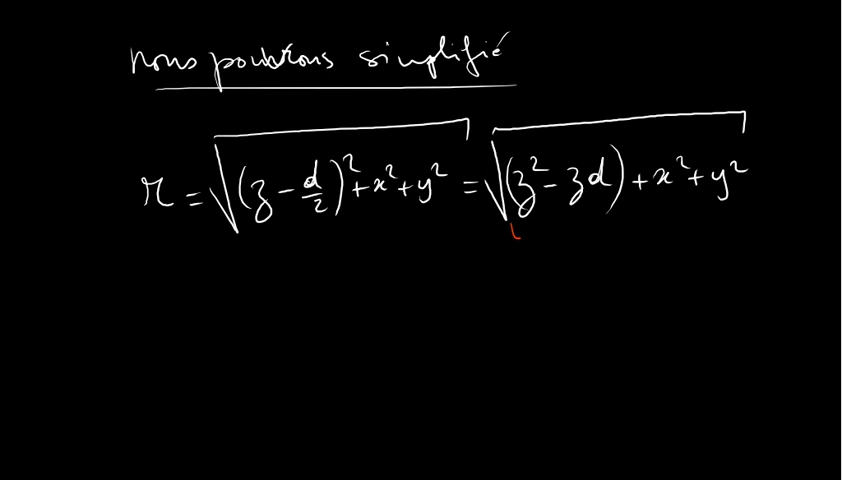 nous pouvons simplifié
r = √((z - d/2)² + x² + y²) = √((z² - zd) + x² + y²)